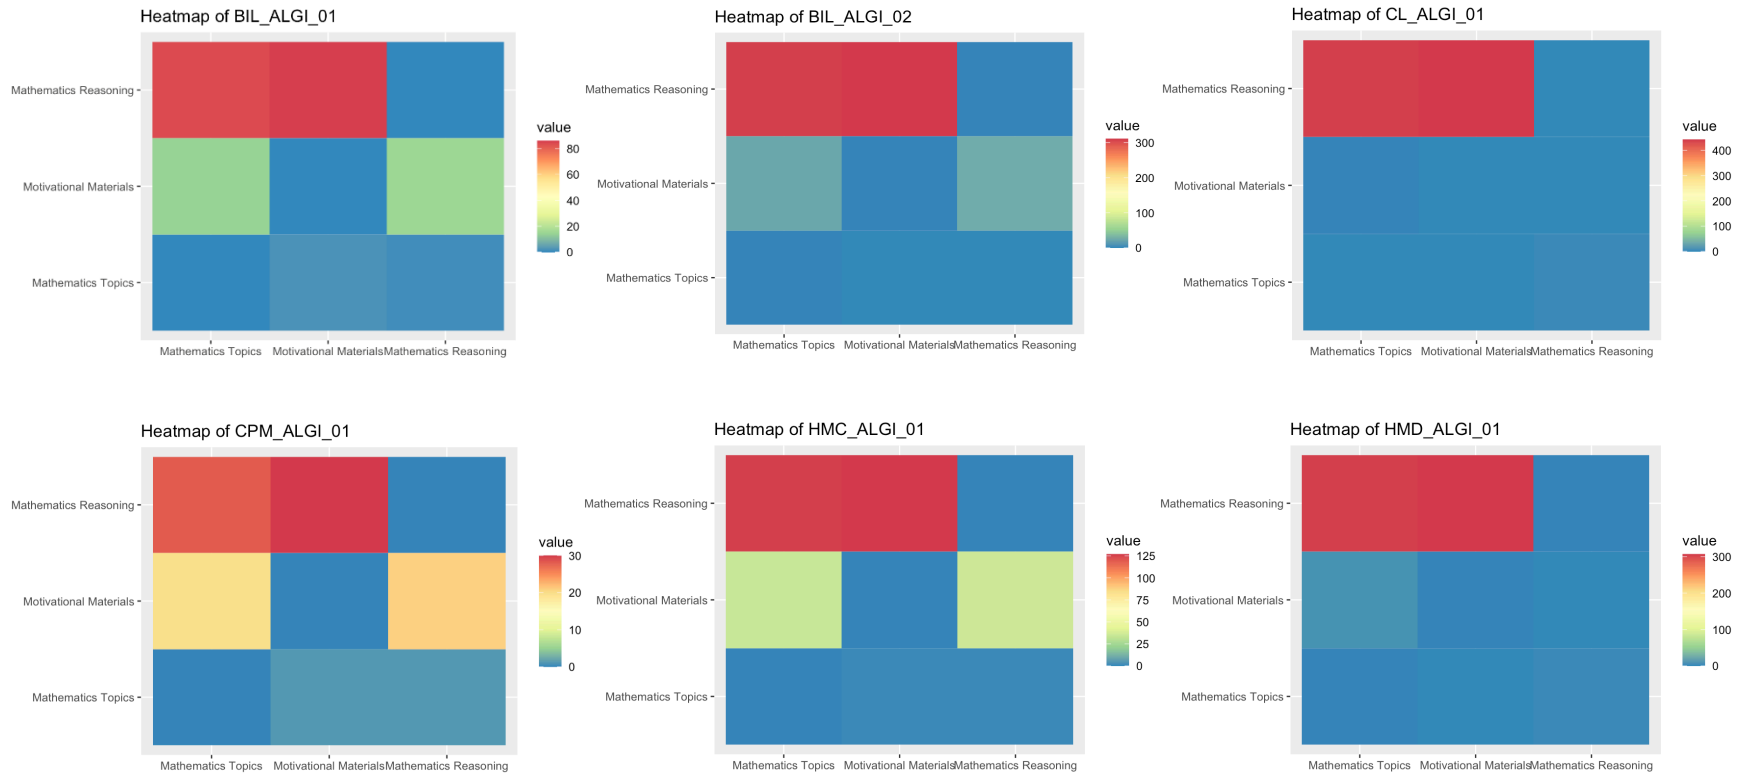 Heatmap of BIL_ALGI_01
Mathematics Reasoning
Motivational Materials
Mathematics Topics
Mathematics Topics
Motivational Materials
Mathematics Reasoning
value
80
60
40
20
0
Heatmap of BIL_ALGI_02
Mathematics Reasoning
Motivational Materials
Mathematics Topics
Mathematics Topics
Motivational Materials
Mathematics Reasoning
value
300
200
100
0
Heatmap of CL_ALGI_01
Mathematics Reasoning
Motivational Materials
Mathematics Topics
Mathematics Topics
Motivational Materials
Mathematics Reasoning
value
400
300
200
100
0
Heatmap of CPM_ALGI_01
Mathematics Reasoning
Motivational Materials
Mathematics Topics
Mathematics Topics
Motivational Materials
Mathematics Reasoning
value
30
20
10
0
Heatmap of HMC_ALGI_01
Mathematics Reasoning
Motivational Materials
Mathematics Topics
Mathematics Topics
Motivational Materials
Mathematics Reasoning
value
125
100
75
50
25
0
Heatmap of HMD_ALGI_01
Mathematics Reasoning
Motivational Materials
Mathematics Topics
Mathematics Topics
Motivational Materials
Mathematics Reasoning
value
300
200
100
0